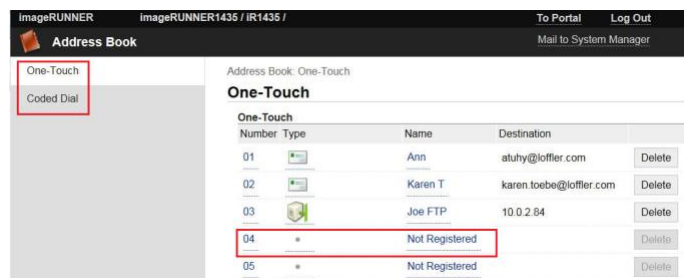 imageRUNNER imageRUNNER1435 / iR1435 / To Portal Log Out
Address Book Mail to System Manager
One-Touch
Coded Dial
Address Book: One-Touch
One-Touch
One-Touch
Number Type Name Destination
01 Ann atuhy@loffler.com Delete
02 Karen T karen.toebe@loffler.com Delete
03 Joe FTP 10.0.2.84 Delete
04 Not Registered Delete
05 Not Registered Delete